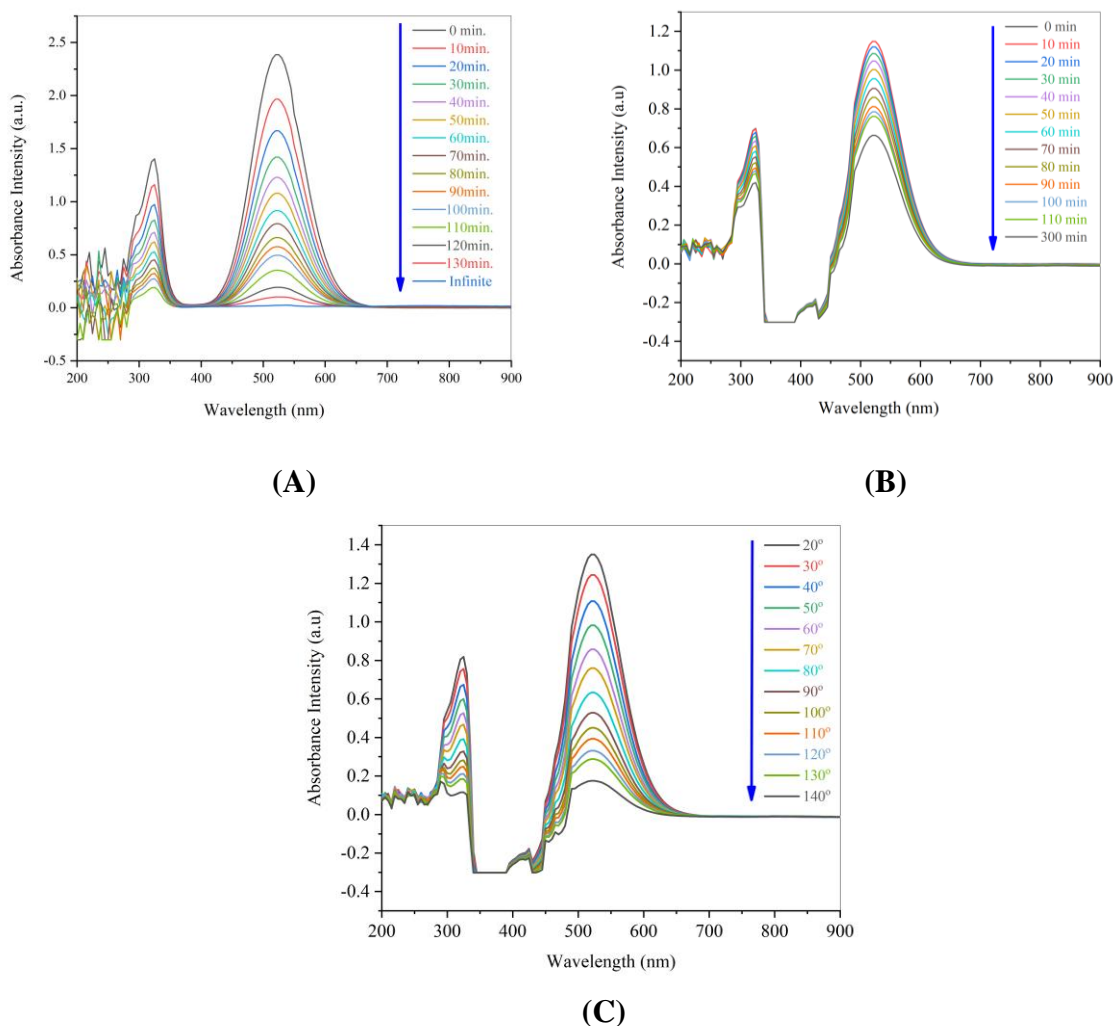 2.5
2.0
1.5
1.0
0.5
0.0
-0.5
Absorbance Intensity (a.u.)
200 300 400 500 600 700 800 900
Wavelength (nm)
0 min.
10min.
20min.
30min.
40min.
50min.
60min.
70min.
80min.
90min.
100min.
110min.
120min.
130min.
Infinite
(A)
1.2
1.0
0.8
0.6
0.4
0.2
0.0
-0.2
-0.4
Absorbance Intensity (a.u.)
200 300 400 500 600 700 800 900
Wavelength (nm)
0 min
10 min
20 min
30 min
40 min
50 min
60 min
70 min
80 min
90 min
100 min
110 min
300 min
(B)
1.4
1.2
1.0
0.8
0.6
0.4
0.2
0.0
-0.2
-0.4
Absorbance Intensity (a.u)
200 300 400 500 600 700 800 900
Wavelength (nm)
20º
30º
40º
50º
60º
70º
80º
90º
100º
110º
120º
130º
140º
(C)